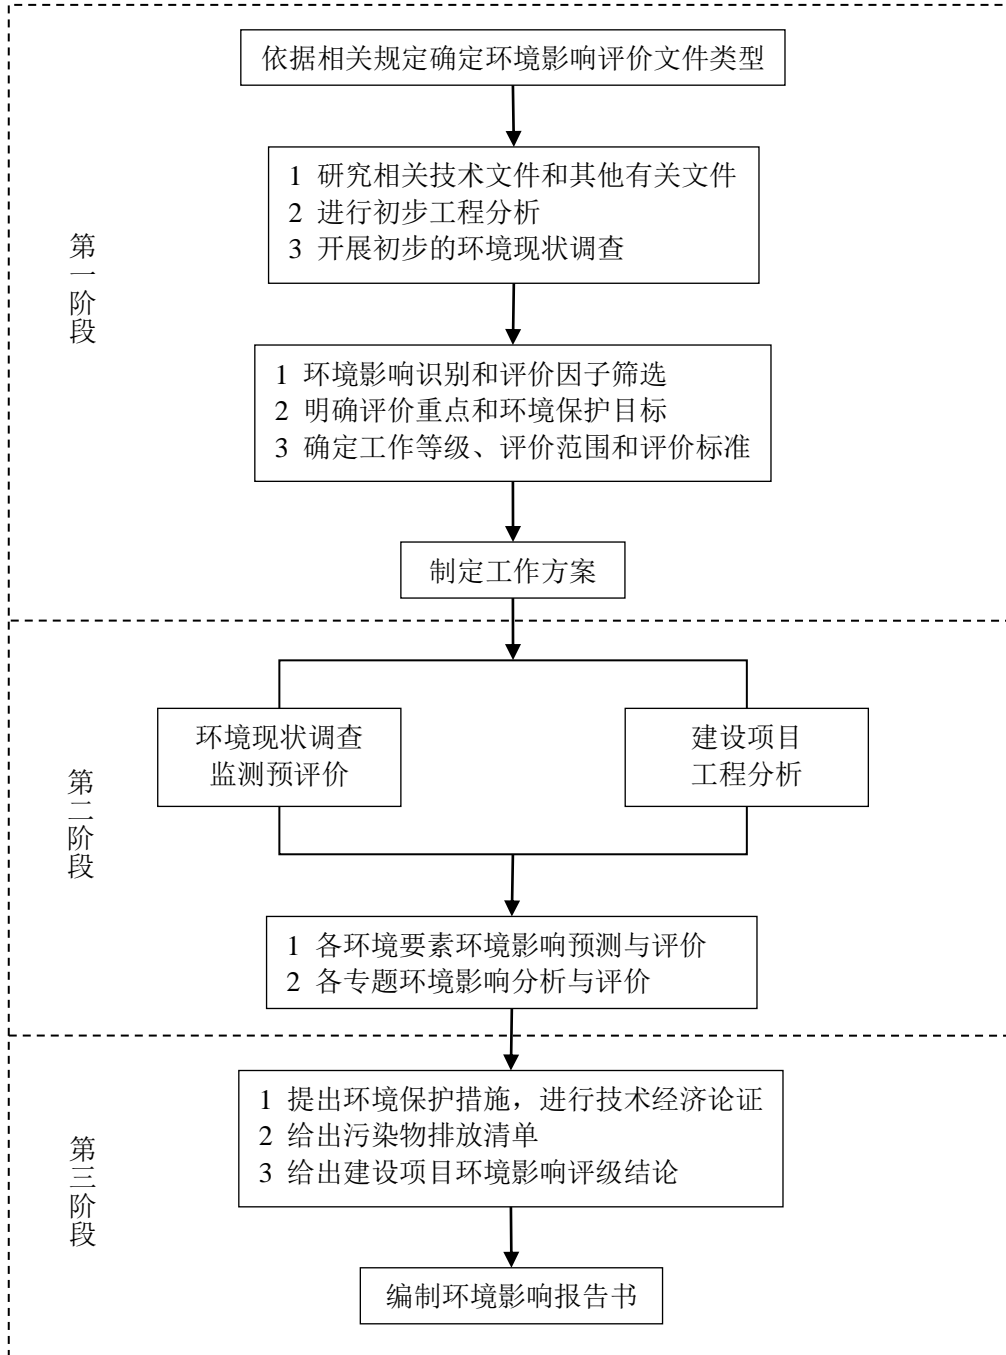 依据相关规定确定环境影响评价文件类型
1 研究相关技术文件和其他有关文件
2 进行初步工程分析
3 开展初步的环境现状调查
第一阶段
1 环境影响识别和评价因子筛选
2 明确评价重点和环境保护目标
3 确定工作等级、评价范围和评价标准
制定工作方案
环境现状调查
监测预评价
建设项目
工程分析
第二阶段
1 各环境要素环境影响预测与评价
2 各专题环境影响分析与评价
1 提出环境保护措施，进行技术经济论证
2 给出污染物排放清单
3 给出建设项目环境影响评级结论
第三阶段
编制环境影响报告书